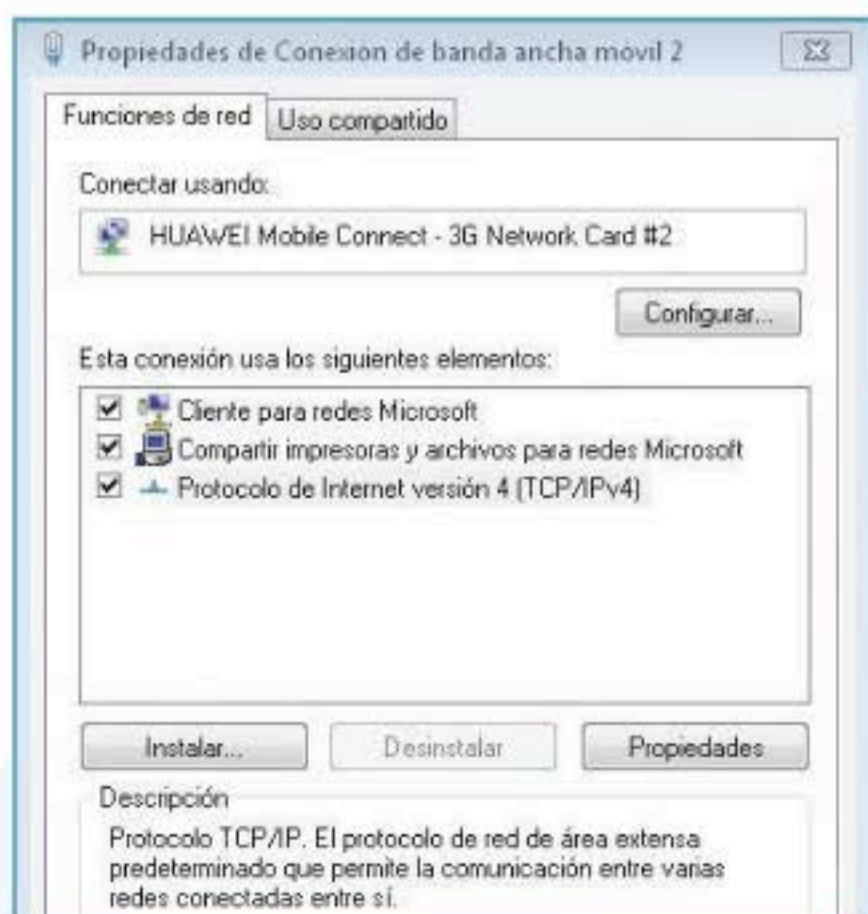 Propiedades de Conexion de banda ancha movil 2
Funciones de red
Uso compartido
Conectar usando:
HUAWEI Mobile Connect - 3G Network Card #2
Configurar...
Esta conexión usa los siguientes elementos:
Cliente para redes Microsoft
Compartir impresoras y archivos para redes Microsoft
Protocolo de Internet versión 4 (TCP/IPv4)
Instalar...
Desinstalar
Propiedades
Descripción
Protocolo TCP/IP. El protocolo de red de área extensa
predeterminado que permite la comunicación entre varias
redes conectadas entre sí.